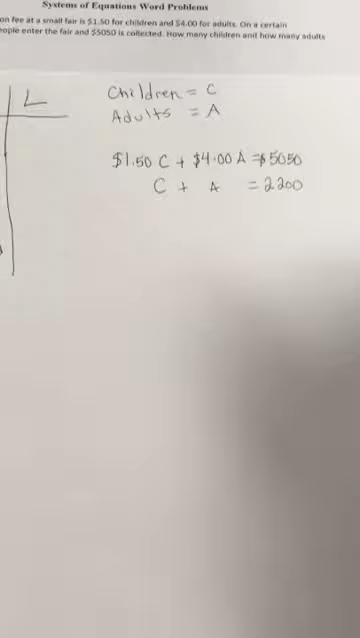 Systems of Equations Word Problems
on fee at a small fair is $1.50 for children and $4.00 for adults. On a certain
eople enter the fair and $5050 is collected. How many children and how many adults
L
Children = C
Adults = A
$1.50 C + $4.00 A = $5050
C + A = 2200